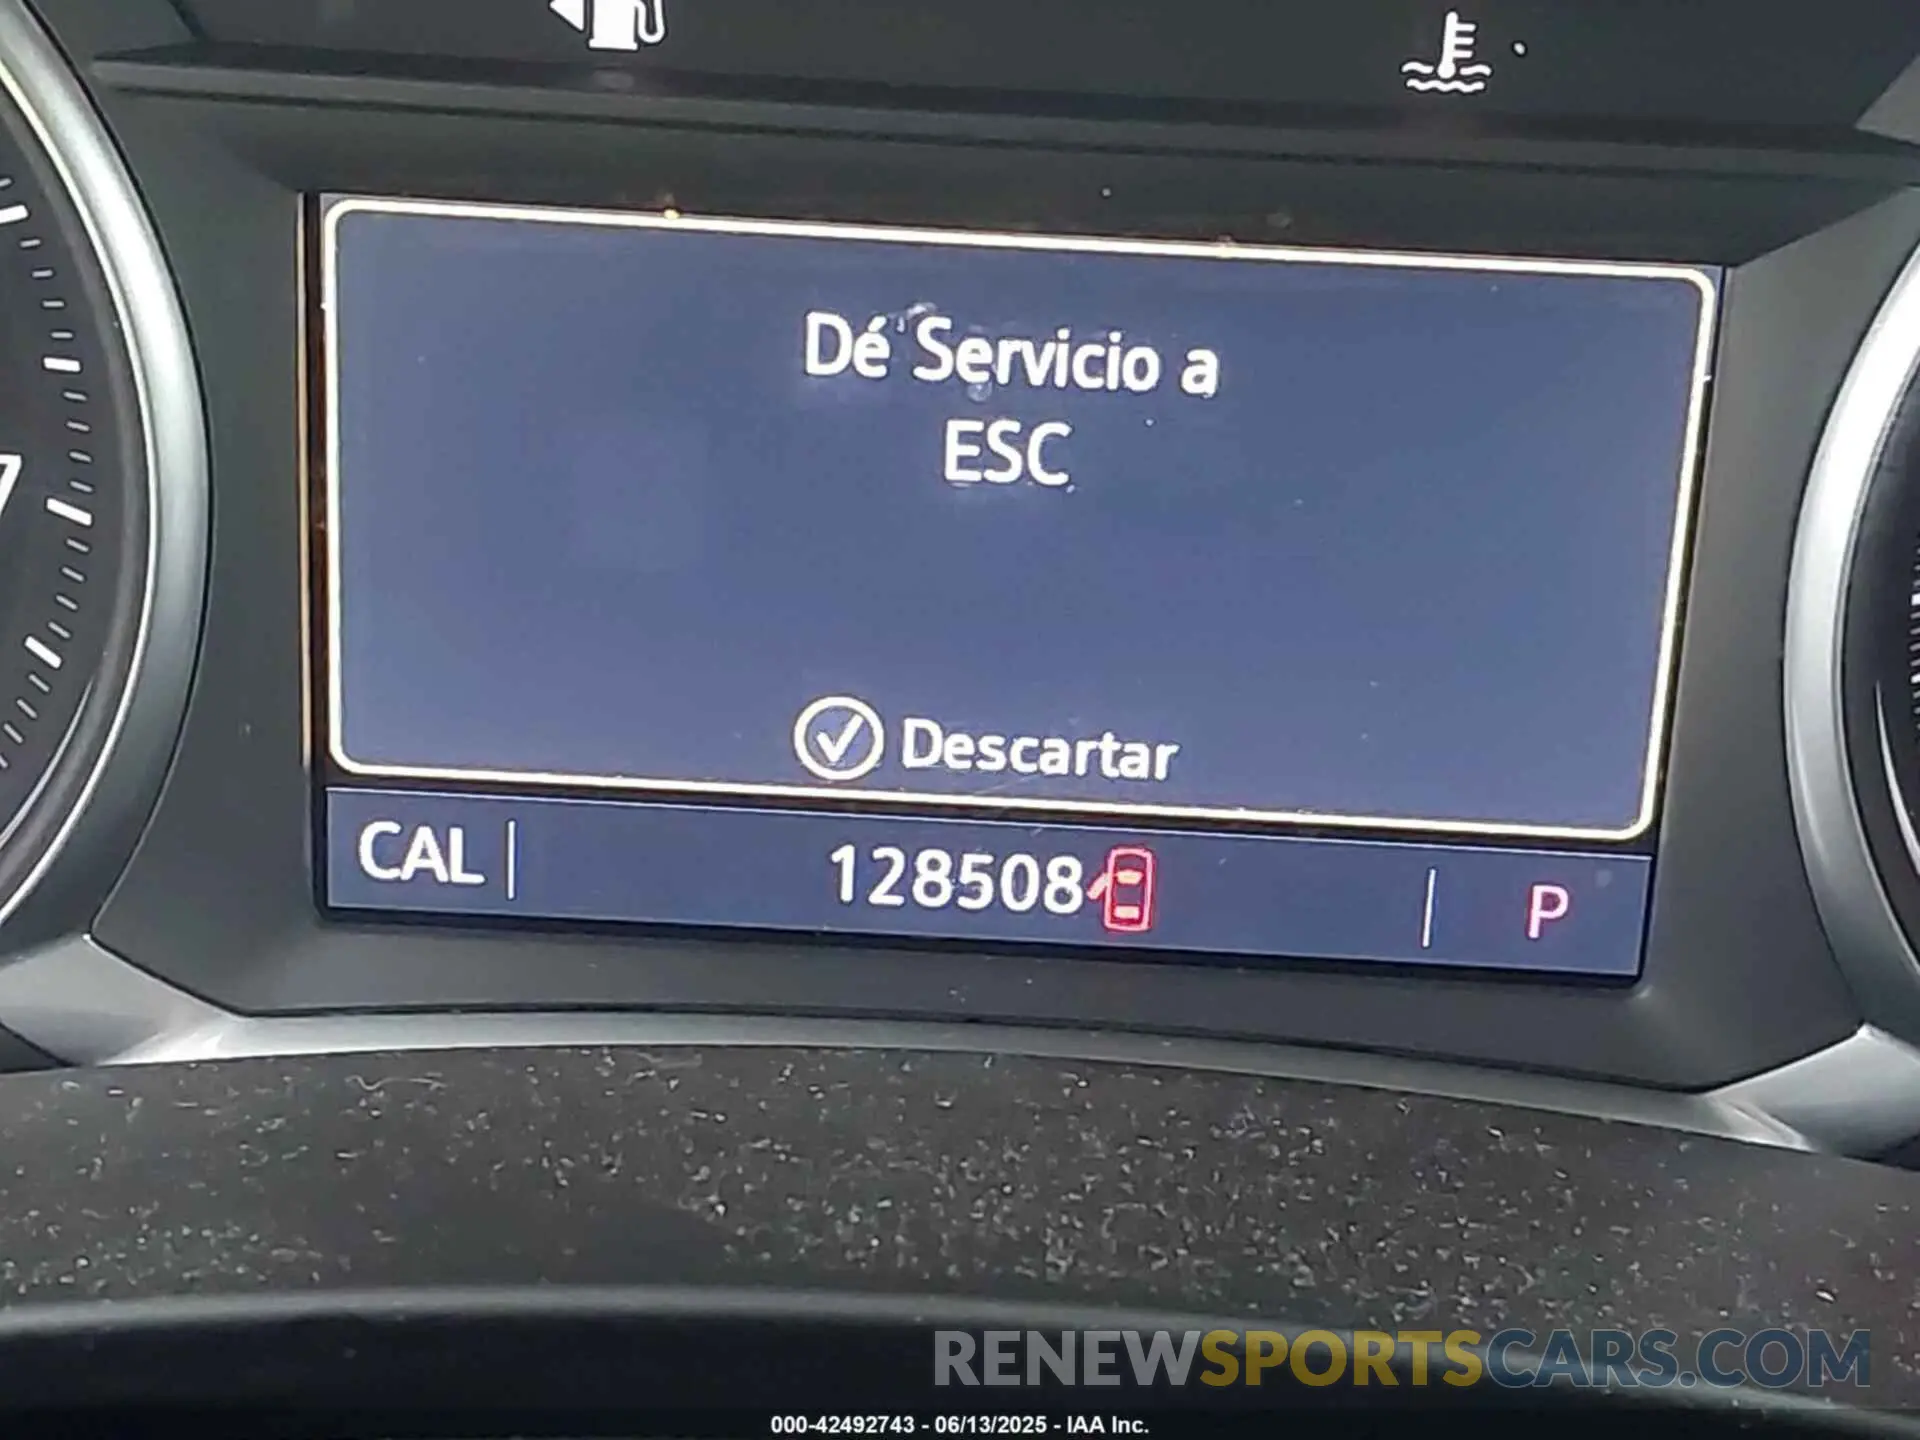 Dé Servicio a
ESC
Descartar
CAL
128508
P
RENEWSPORTSCARS.COM
000-42492743 - 06/13/2025 - IAA Inc.